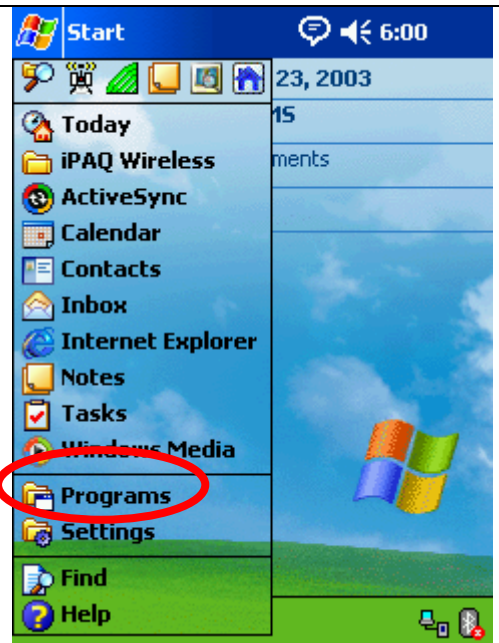 Start 6:00
23, 2003
Today
15 MS
iPAQ Wireless
ments
ActiveSync
Calendar
Contacts
Inbox
Internet Explorer
Notes
Tasks
Windows Media
Programs
Settings
Find
Help